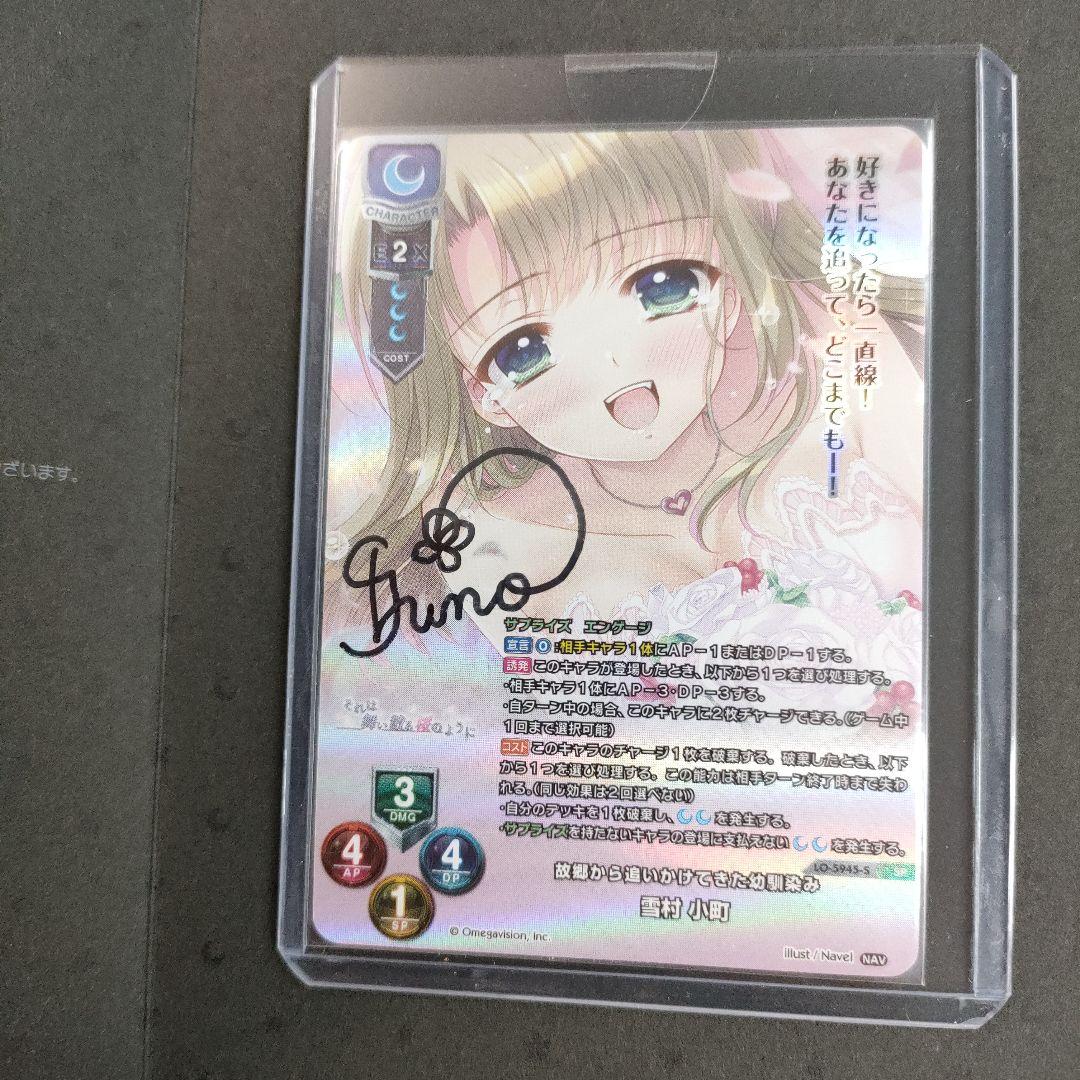 CHARACTER
EX
2
COST
好きになったら一直線!
あなたを追って、どこまでもー!
サプライズ エンゲージ
宣言 0:相手キャラ1体にAP-1またはDP-1する。
誘発 このキャラが登場したとき、以下から1つを選び処理する。
・相手キャラ1体にAP-3・DP-3する。
・自ターン中の場合、このキャラに2枚チャージできる。(ゲーム中
1回まで選択可能)
コスト このキャラのチャージ1枚を破棄する。破棄したとき、以下
から1つを選び処理する。この能力は相手ターン終了時まで失わ
れる。(同じ効果は2回選べない)
・自分のデッキを1枚破棄し、を発生する。
・サプライズを持たないキャラの登場に支払えないを発生する。
それは
舞い散る桜のように
3
DMG
4
AP
4
DP
1
SP
LO-5945-S SP
故郷から追いかけてきた幼馴染み
雪村 小町
© Omegavision, Inc.
illust / Navel NAV
ございます。